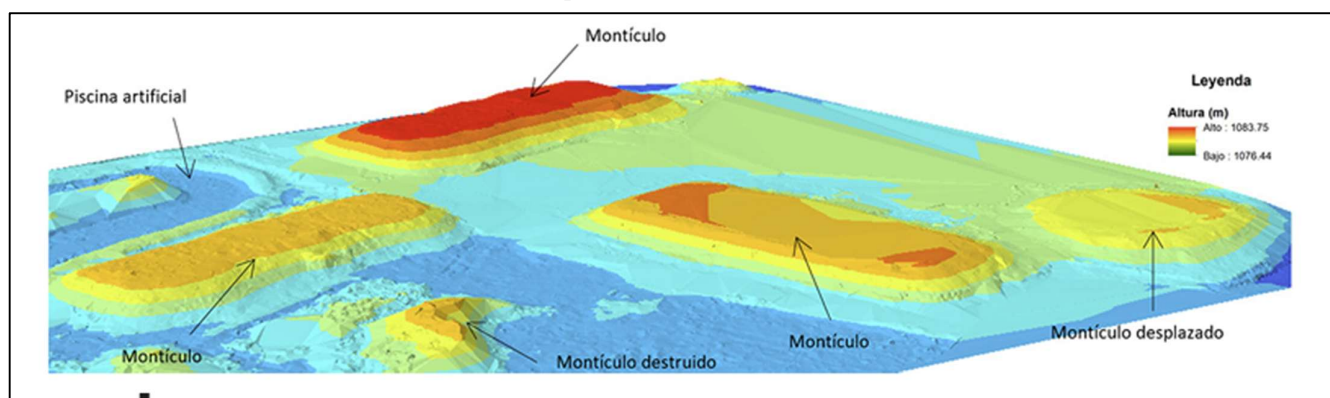 Montículo
Piscina artificial
Leyenda
Altura (m)
Alto : 1083.75
Bajo : 1076.44
Montículo
Montículo destruido
Montículo
Montículo desplazado